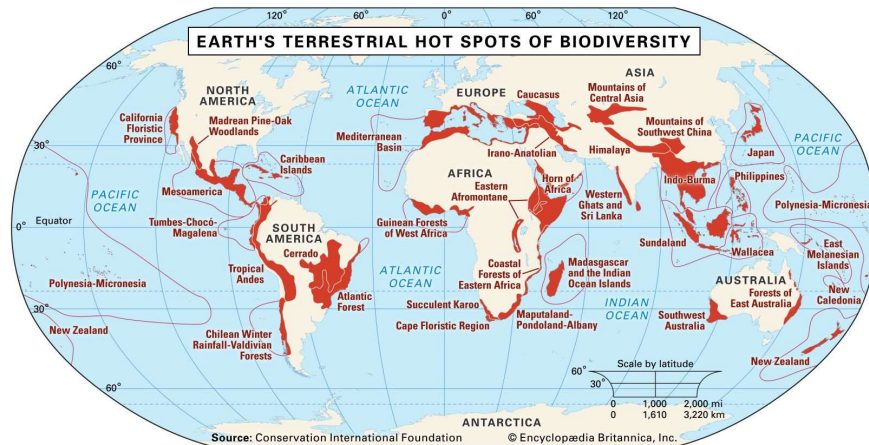 120°
60°
0°
60°
120°
EARTH'S TERRESTRIAL HOT SPOTS OF BIODIVERSITY
60°
NORTH
AMERICA
ATLANTIC
OCEAN
EUROPE
ASIA
Caucasus
Mountains of
Central Asia
California
Floristic
Province
Madrean Pine-Oak
Woodlands
Mountains of
Southwest China
PACIFIC
OCEAN
Mediterranean
Basin
30°
Irano-Anatolian
Himalaya
Japan
Caribbean
Islands
AFRICA
Horn of
Africa
Indo-Burma
Philippines
PACIFIC
OCEAN
Mesoamerica
Eastern
Afromontane
Western
Ghats and
Sri Lanka
Polynesia-Micronesia
Equator
0°
Tumbes-Chocó-
Magalena
SOUTH
AMERICA
Guinean Forests
of West Africa
Cerrado
Sundaland
Wallacea
East
Melanesian
Islands
Tropical
Andes
ATLANTIC
OCEAN
Coastal
Forests of
Eastern Africa
Madagascar
and the Indian
Ocean Islands
Polynesia-Micronesia
AUSTRALIA
Forests of
East Australia
New
Caledonia
Atlantic
Forest
Succulent Karoo
INDIAN
OCEAN
30°
New Zealand
Cape Floristic Region
Maputaland-
Pondoland-Albany
Southwest
Australia
Chilean Winter
Rainfall-Valdivian
Forests
New Zealand
Scale by latitude
60°
30°
0
1,000
2,000 mi
0
1,610
3,220 km
60°
ANTARCTICA
Source: Conservation International Foundation
© Encyclopædia Britannica, Inc.